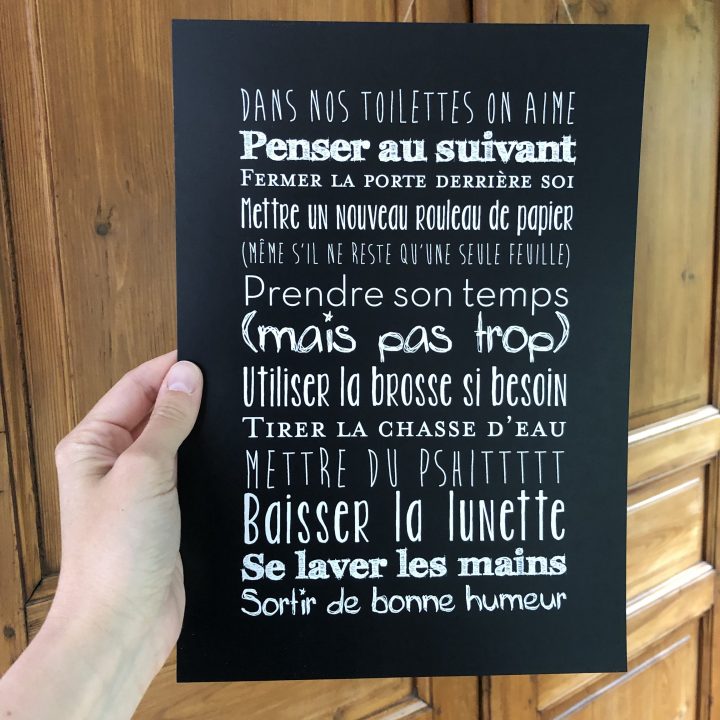 DANS NOS TOILETTES ON AIME
Penser au suivant
FERMER LA PORTE DERRIÈRE SOI
Mettre un nouveau rouleau de papier
(MÊME S'IL NE RESTE QU'UNE SEULE FEUILLE)
Prendre son temps
(mais pas trop)
Utiliser la brosse si besoin
TIRER LA CHASSE D'EAU
METTRE DU PSHITTTTT
Baisser la lunette
Se laver les mains
Sortir de bonne humeur